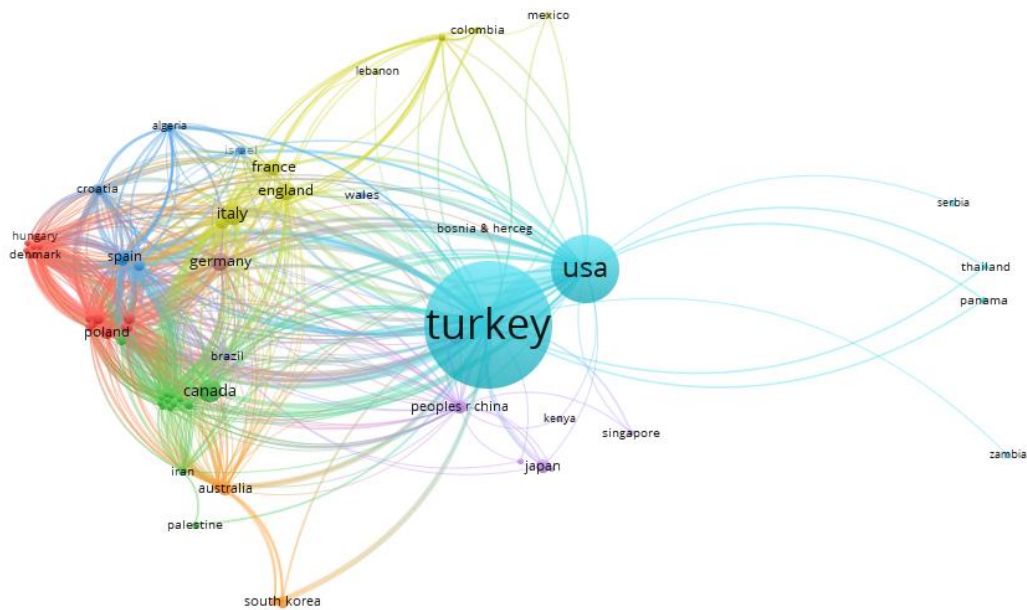 mexico
colombia
lebanon
algeria
israel
france
croatia
england
wales
serbia
italy
bosnia & herceg
hungary
denmark
spain
germany
usa
thailand
panama
turkey
poland
brazil
canada
peoples r china
kenya
singapore
zambia
japan
iran
australia
palestine
south korea